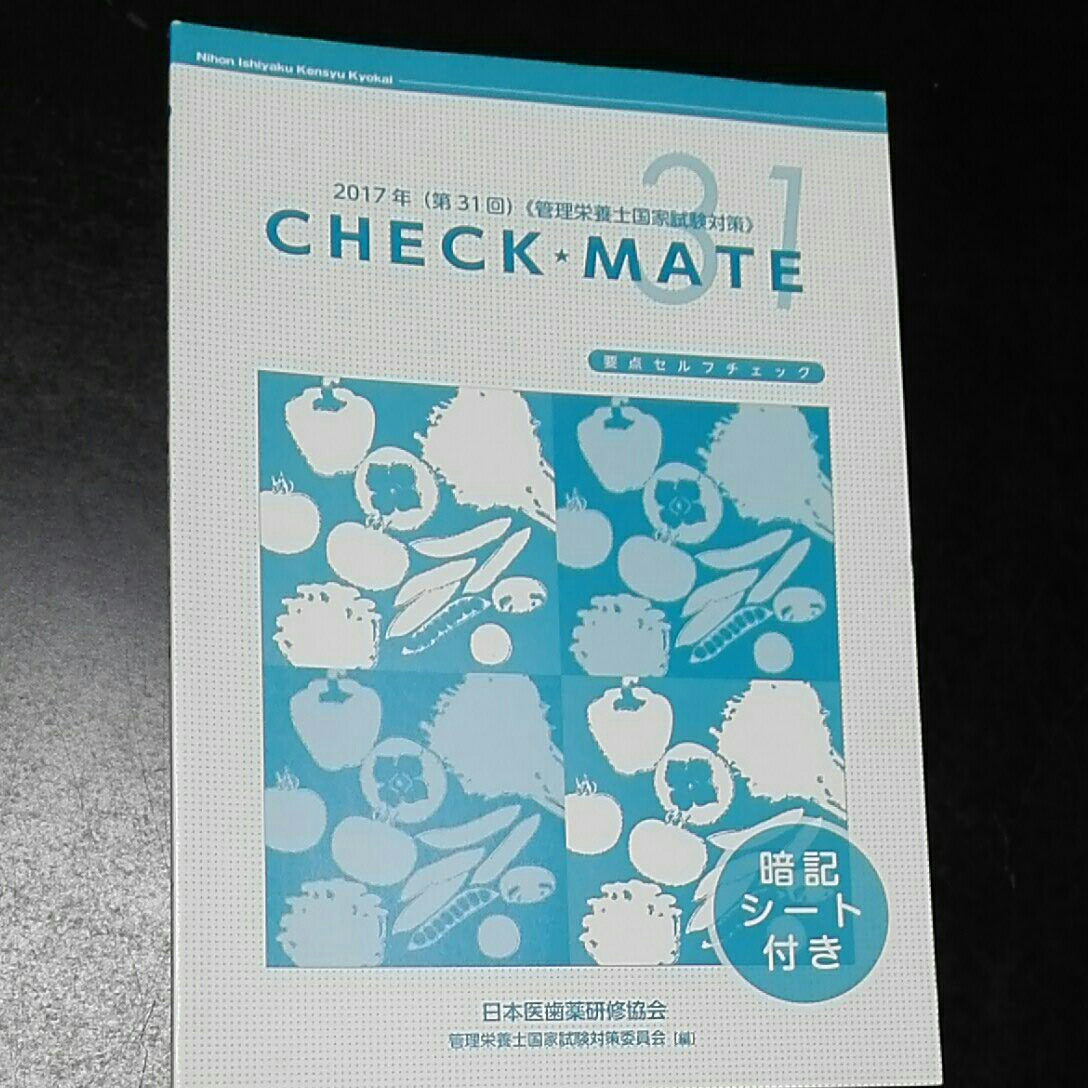 Nihon Ishiyaku Kensyu Kyokai
31
2017年（第31回）《管理栄養士国家試験対策》
CHECK★MATE
要点セルフチェック
暗記
シート
付き
日本医歯薬研修協会
管理栄養士国家試験対策委員会［編］